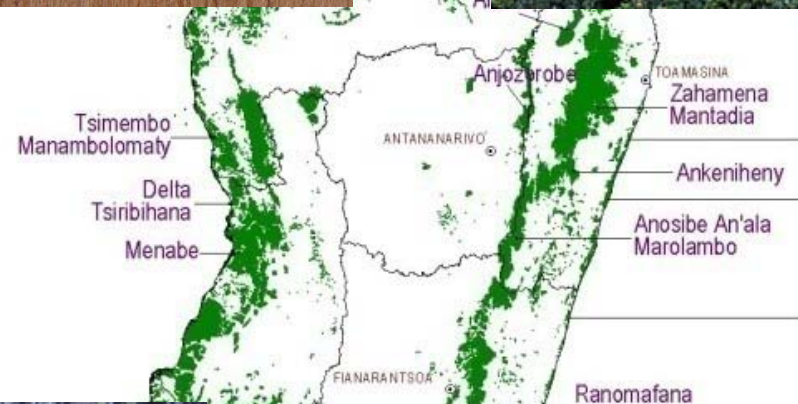 Anjozorobe
TOAMASINA
Zahamena
Mantadia
Tsimembo
Manambolomaty
ANTANANARIVO
Ankeniheny
Delta
Tsiribihana
Anosibe An'ala
Marolambo
Menabe
FIANARANTSOA
Ranomafana